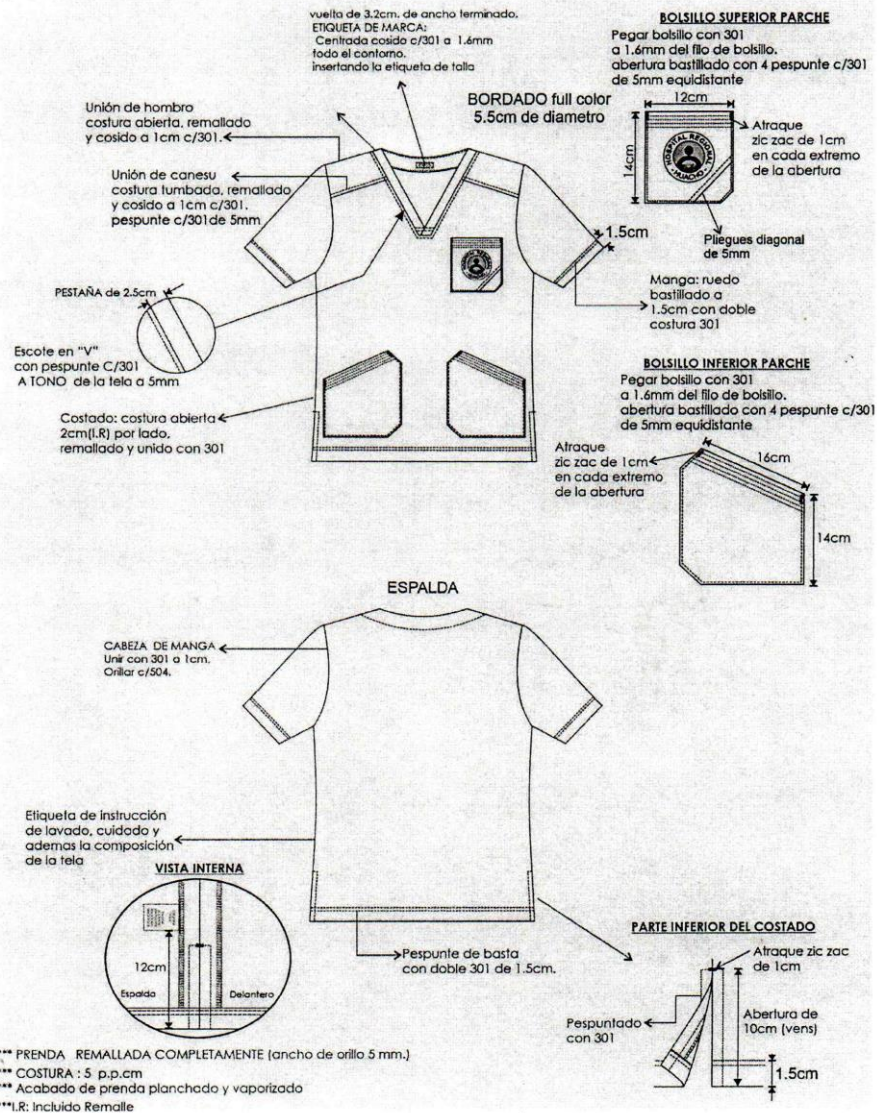 vuelta de 3.2cm. de ancho terminado.
ETIQUETA DE MARCA:
Centrada cosido c/301 a 1.6mm
todo el contorno.
insertando la etiqueta de talla
BOLSILLO SUPERIOR PARCHE
Pegar bolsillo con 301
a 1.6mm del filo de bolsillo.
abertura bastillado con 4 pespunte c/301
de 5mm equidistante
BORDADO full color
5.5cm de diametro
12cm
14cm
HOSPITAL REGIONAL
HUACHO
Atraque
zic zac de 1cm
en cada extremo
de la abertura
Pliegues diagonal
de 5mm
Unión de hombro
costura abierta, remallado
y cosido a 1cm c/301.
Unión de canesu
costura tumbada, remallado
y cosido a 1cm c/301.
pespunte c/301de 5mm
1.5cm
Manga: ruedo
bastillado a
1.5cm con doble
costura 301
PESTAÑA de 2.5cm
Escote en "V"
con pespunte C/301
A TONO de la tela a 5mm
Costado: costura abierta
2cm(I.R) por lado,
remallado y unido con 301
BOLSILLO INFERIOR PARCHE
Pegar bolsillo con 301
a 1.6mm del filo de bolsillo.
abertura bastillado con 4 pespunte c/301
de 5mm equidistante
Atraque
zic zac de 1cm
en cada extremo
de la abertura
16cm
14cm
ESPALDA
CABEZA DE MANGA
Unir con 301 a 1cm.
Orillar c/504.
Etiqueta de instrucción
de lavado, cuidado y
ademas la composición
de la tela
VISTA INTERNA
12cm
Espalda
Delantero
Pespunte de basta
con doble 301 de 1.5cm.
PARTE INFERIOR DEL COSTADO
Atraque zic zac
de 1cm
Pespuntado
con 301
Abertura de
10cm (vens)
1.5cm
*** PRENDA REMALLADA COMPLETAMENTE (ancho de orillo 5 mm.)
*** COSTURA : 5 p.p.cm
*** Acabado de prenda planchado y vaporizado
***I.R: Incluido Remalle